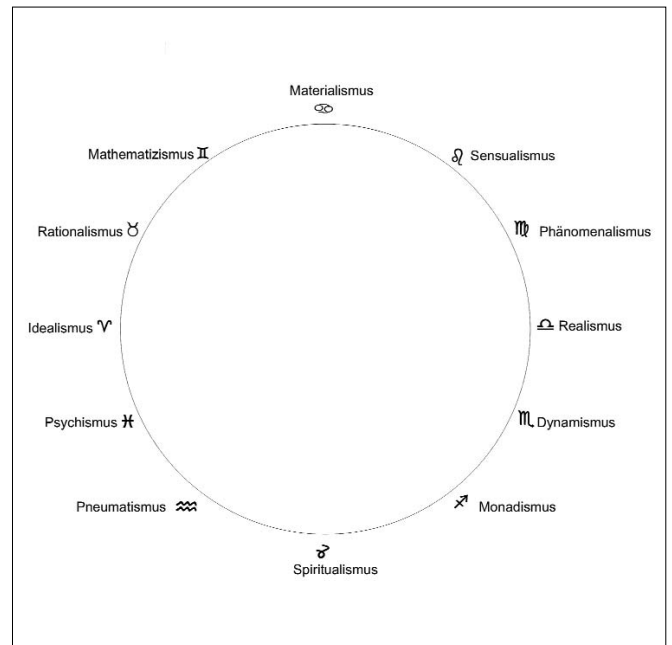 Materialismus
♋
Mathematizismus ♊
♌ Sensualismus
Rationalismus ♉
♍ Phänomenalismus
Idealismus ♈
♎ Realismus
Psychismus ♓
♏ Dynamismus
Pneumatismus ♒
♐ Monadismus
♑
Spiritualismus